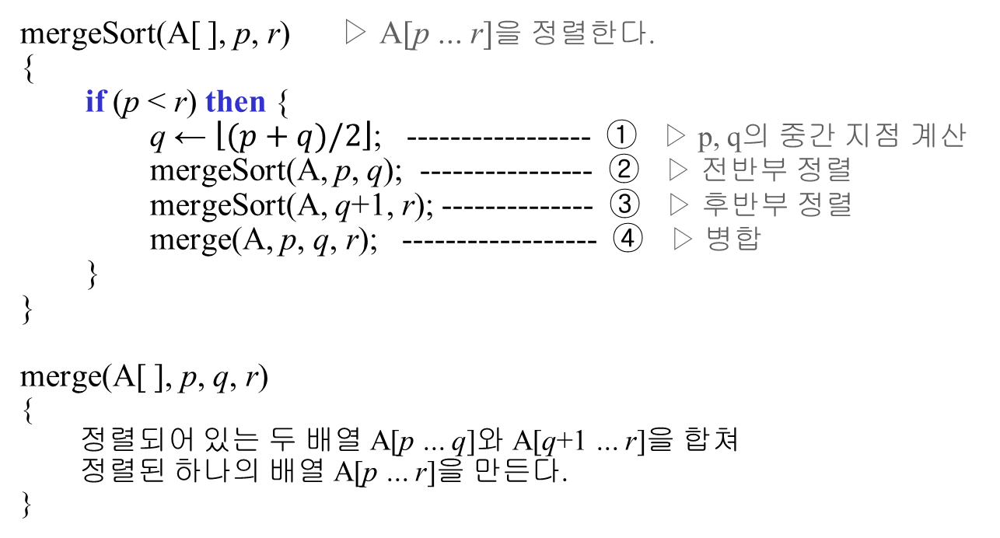 mergeSort(A[ ], p, r) ▷ A[p ... r]을 정렬한다.
{
if (p < r) then {
q ← ⌊(p + q)/2⌋; ----------------- ① ▷ p, q의 중간 지점 계산
mergeSort(A, p, q); ---------------- ② ▷ 전반부 정렬
mergeSort(A, q+1, r); -------------- ③ ▷ 후반부 정렬
merge(A, p, q, r); ------------------ ④ ▷ 병합
}
}
merge(A[ ], p, q, r)
{
정렬되어 있는 두 배열 A[p ... q]와 A[q+1 ... r]을 합쳐
정렬된 하나의 배열 A[p ... r]을 만든다.
}